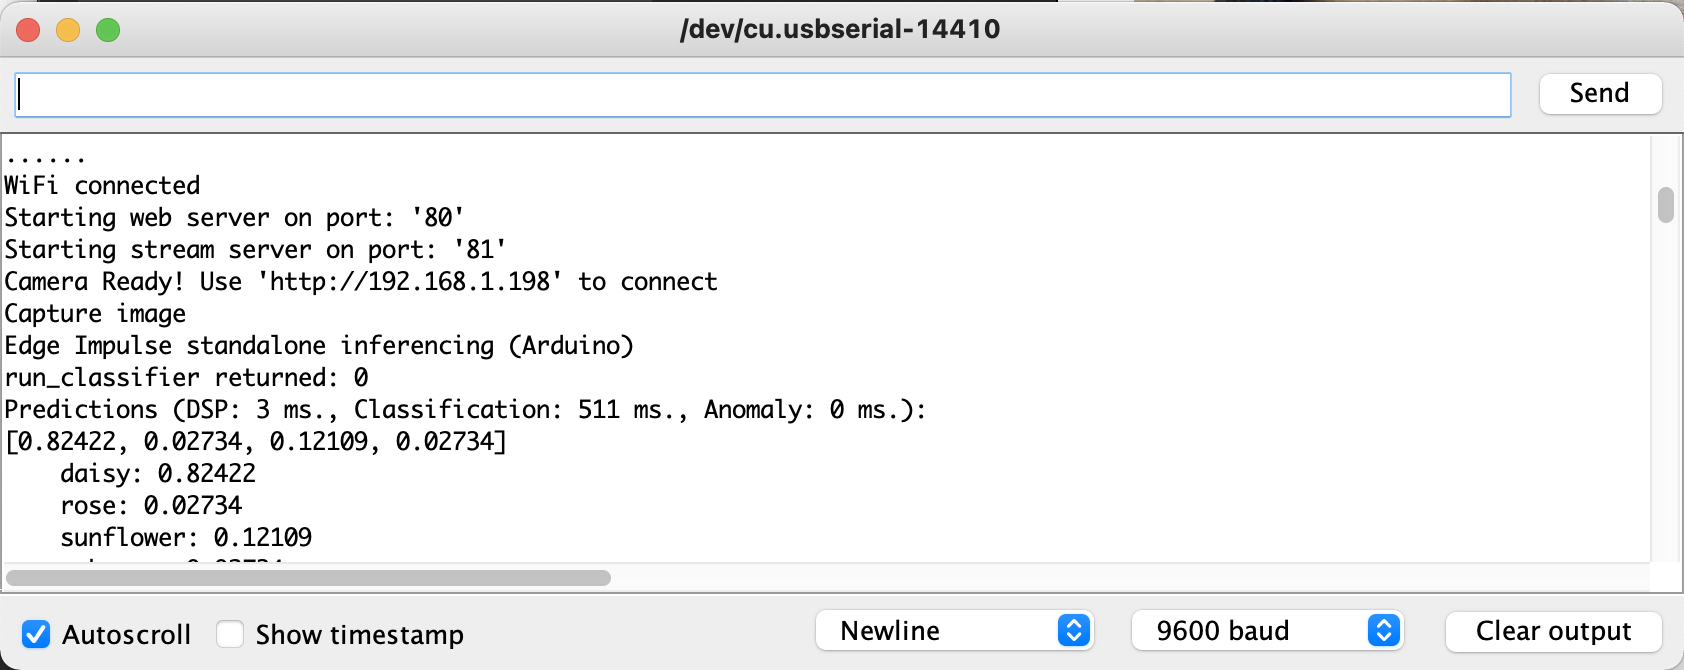 /dev/cu.usbserial-14410
Send
......
WiFi connected
Starting web server on port: '80'
Starting stream server on port: '81'
Camera Ready! Use 'http://192.168.1.198' to connect
Capture image
Edge Impulse standalone inferencing (Arduino)
run_classifier returned: 0
Predictions (DSP: 3 ms., Classification: 511 ms., Anomaly: 0 ms.):
[0.82422, 0.02734, 0.12109, 0.02734]
    daisy: 0.82422
    rose: 0.02734
    sunflower: 0.12109
Autoscroll Show timestamp Newline 9600 baud Clear output